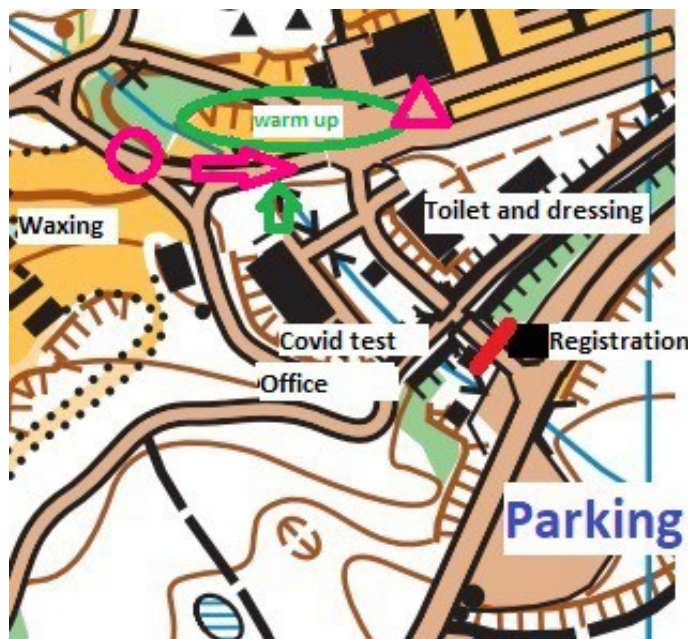 warm up
Toilet and dressing
Waxing
Covid test
Registration
Office
Parking